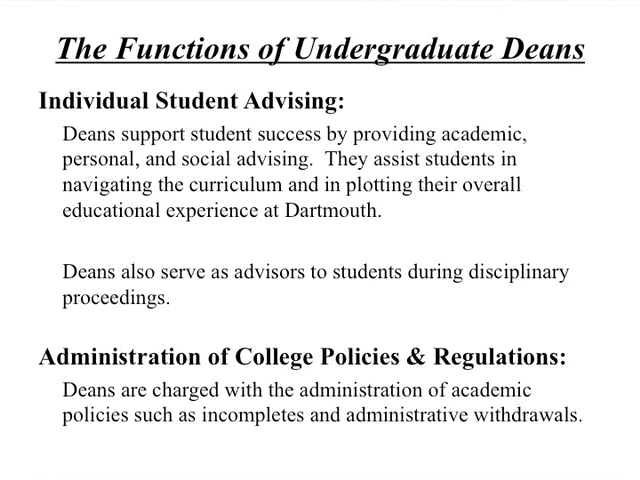 The Functions of Undergraduate Deans
Individual Student Advising:
Deans support student success by providing academic,
personal, and social advising.  They assist students in
navigating the curriculum and in plotting their overall
educational experience at Dartmouth.
Deans also serve as advisors to students during disciplinary
proceedings.
Administration of College Policies & Regulations:
Deans are charged with the administration of academic
policies such as incompletes and administrative withdrawals.